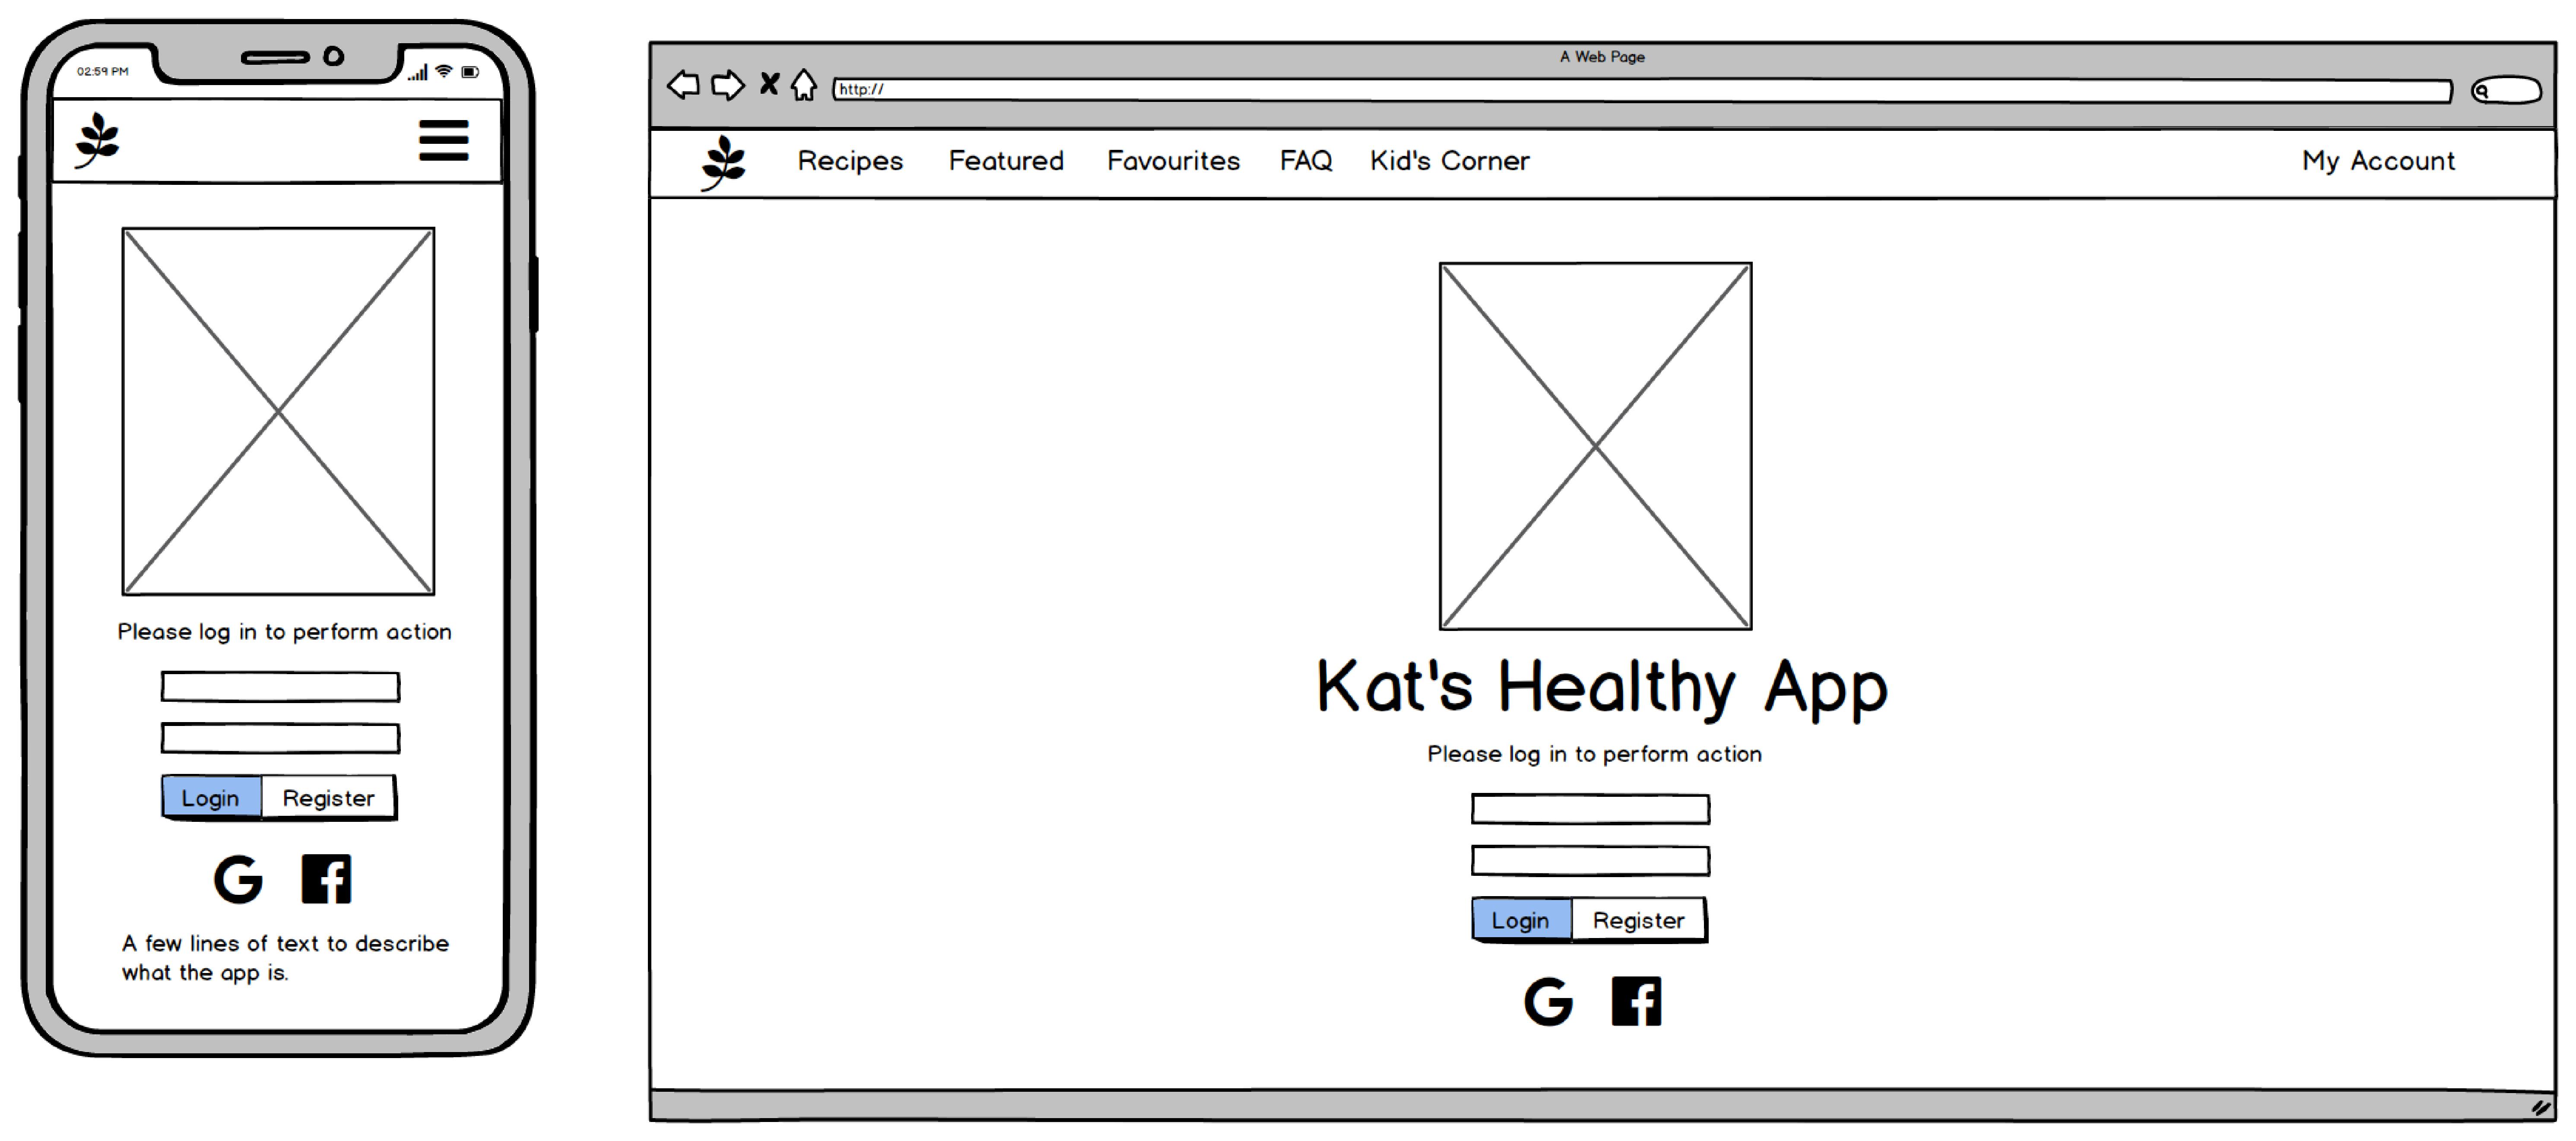 02:59 PM
Please log in to perform action
Login Register
A few lines of text to describe
what the app is.
A Web Page
http://
Recipes Featured Favourites FAQ Kid's Corner My Account
Kat's Healthy App
Please log in to perform action
Login Register